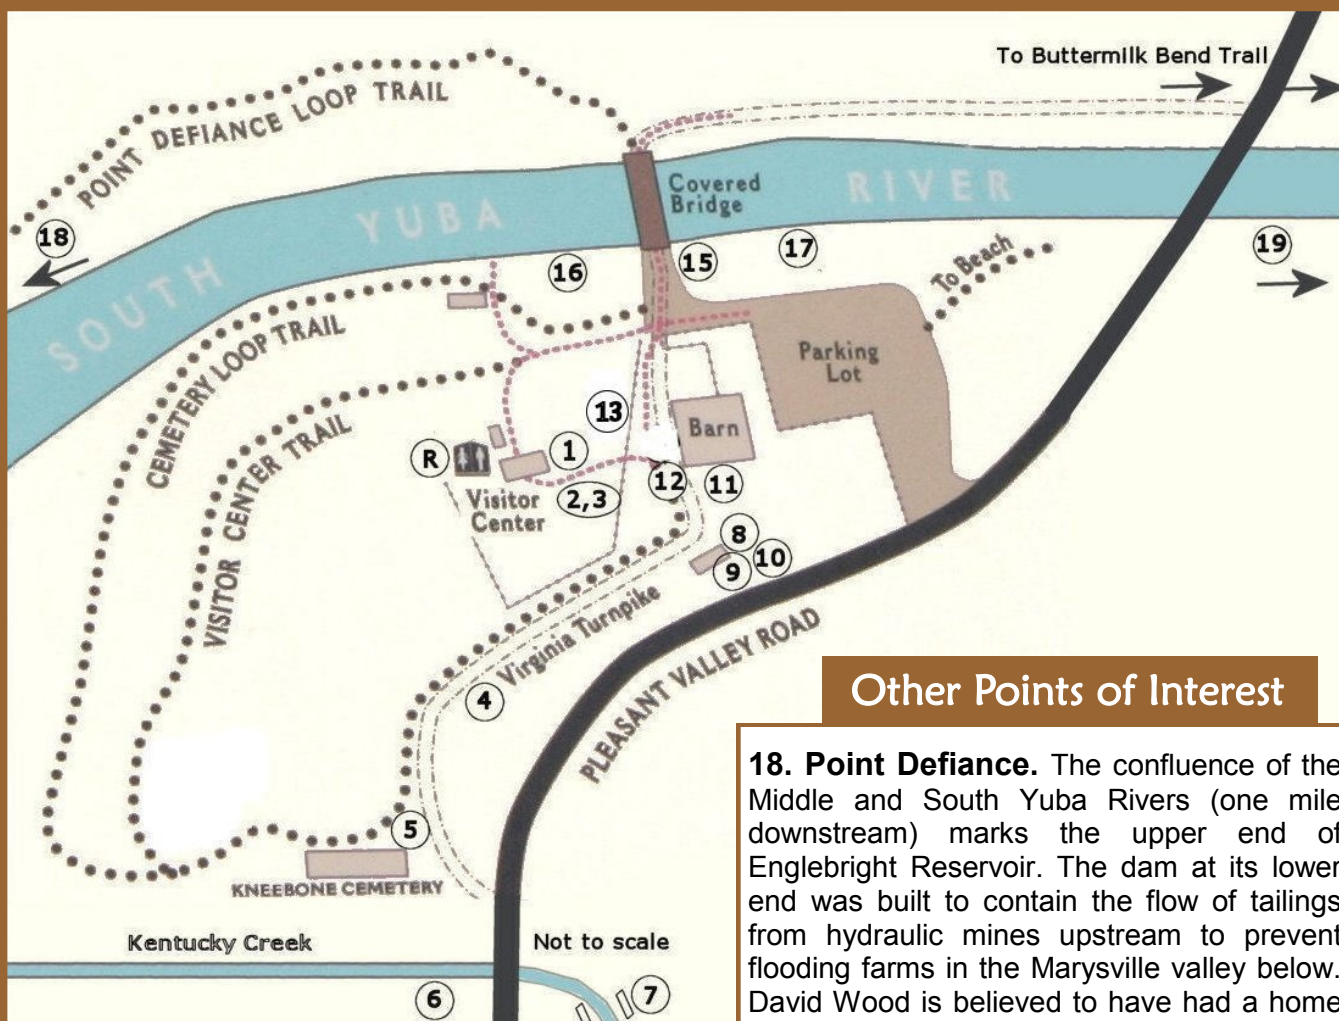 To Buttermilk Bend Trail
POINT DEFIANCE LOOP TRAIL
18
SOUTH YUBA RIVER
Covered
Bridge
15
16
17
19
To Beach
CEMETERY LOOP TRAIL
VISITOR CENTER TRAIL
Parking
Lot
13
Barn
R
1
Visitor
Center
2,3
12
11
8
9
10
Virginia Turnpike
4
PLEASANT VALLEY ROAD
5
KNEEBONE CEMETERY
Kentucky Creek
Not to scale
6
7
Other Points of Interest
18. Point Defiance. The confluence of the
Middle and South Yuba Rivers (one mile
downstream) marks the upper end of
Englebright Reservoir. The dam at its lower
end was built to contain the flow of tailings
from hydraulic mines upstream to prevent
flooding farms in the Marysville valley below.
David Wood is believed to have had a home